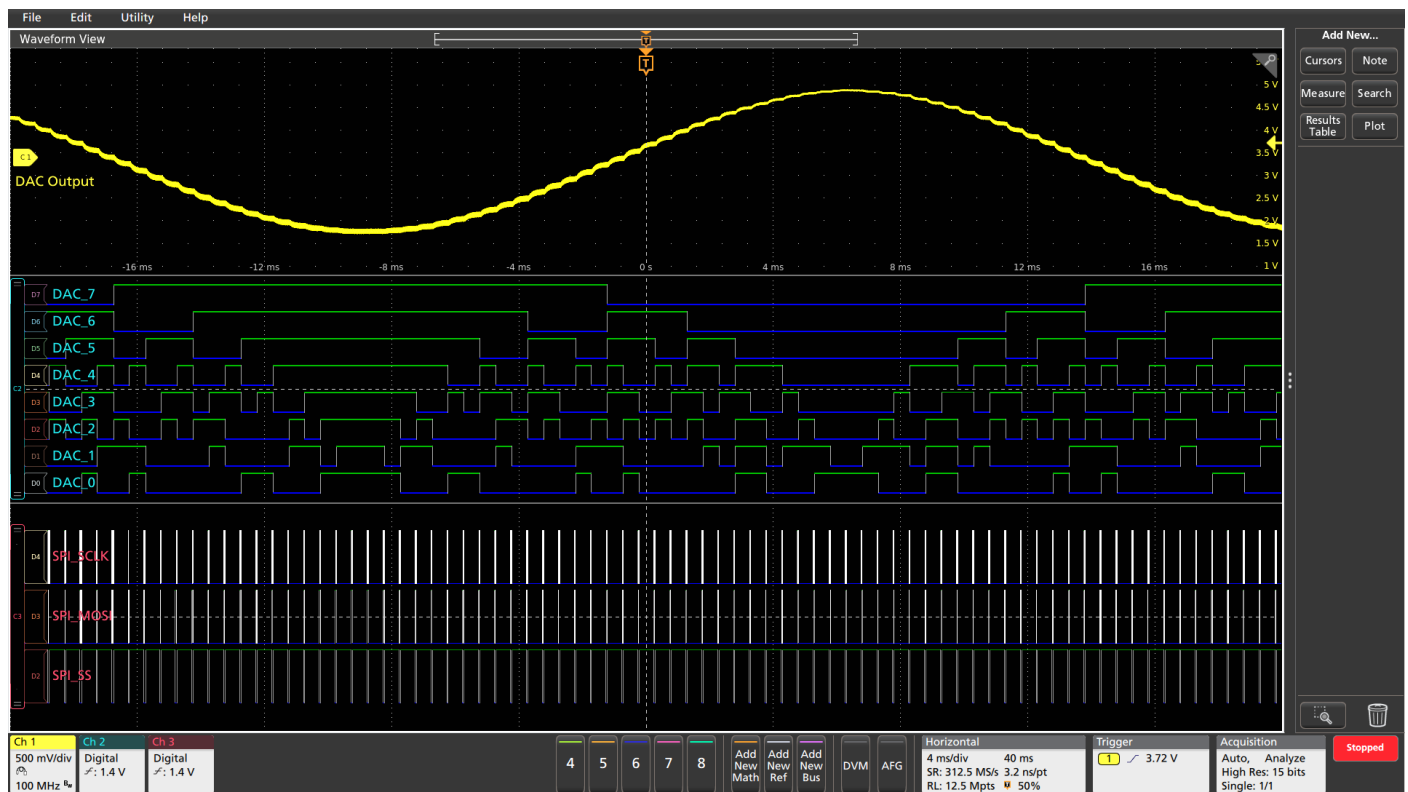 File Edit Utility Help
Waveform View
Add New...
Cursors Note
Measure Search
Results Table Plot
T
T
5 V
4.5 V
4 V
3.5 V
3 V
2.5 V
2 V
1.5 V
1 V
C1
DAC Output
-16 ms -12 ms -8 ms -4 ms 0 s 4 ms 8 ms 12 ms 16 ms
D7 DAC_7
D6 DAC_6
D5 DAC_5
D4 DAC_4
C2
D3 DAC_3
D2 DAC_2
D1 DAC_1
D0 DAC_0
D4 SPI_SCLK
C3 D3 SPI_MOSI
D2 SPI_SS
Ch 1
500 mV/div
100 MHz
Ch 2
Digital
: 1.4 V
Ch 3
Digital
: 1.4 V
4 5 6 7 8
Add New Math
Add New Ref
Add New Bus
DVM AFG
Horizontal
4 ms/div 40 ms
SR: 312.5 MS/s 3.2 ns/pt
RL: 12.5 Mpts 50%
Trigger
1 3.72 V
Acquisition
Auto, Analyze
High Res: 15 bits
Single: 1/1
Stopped